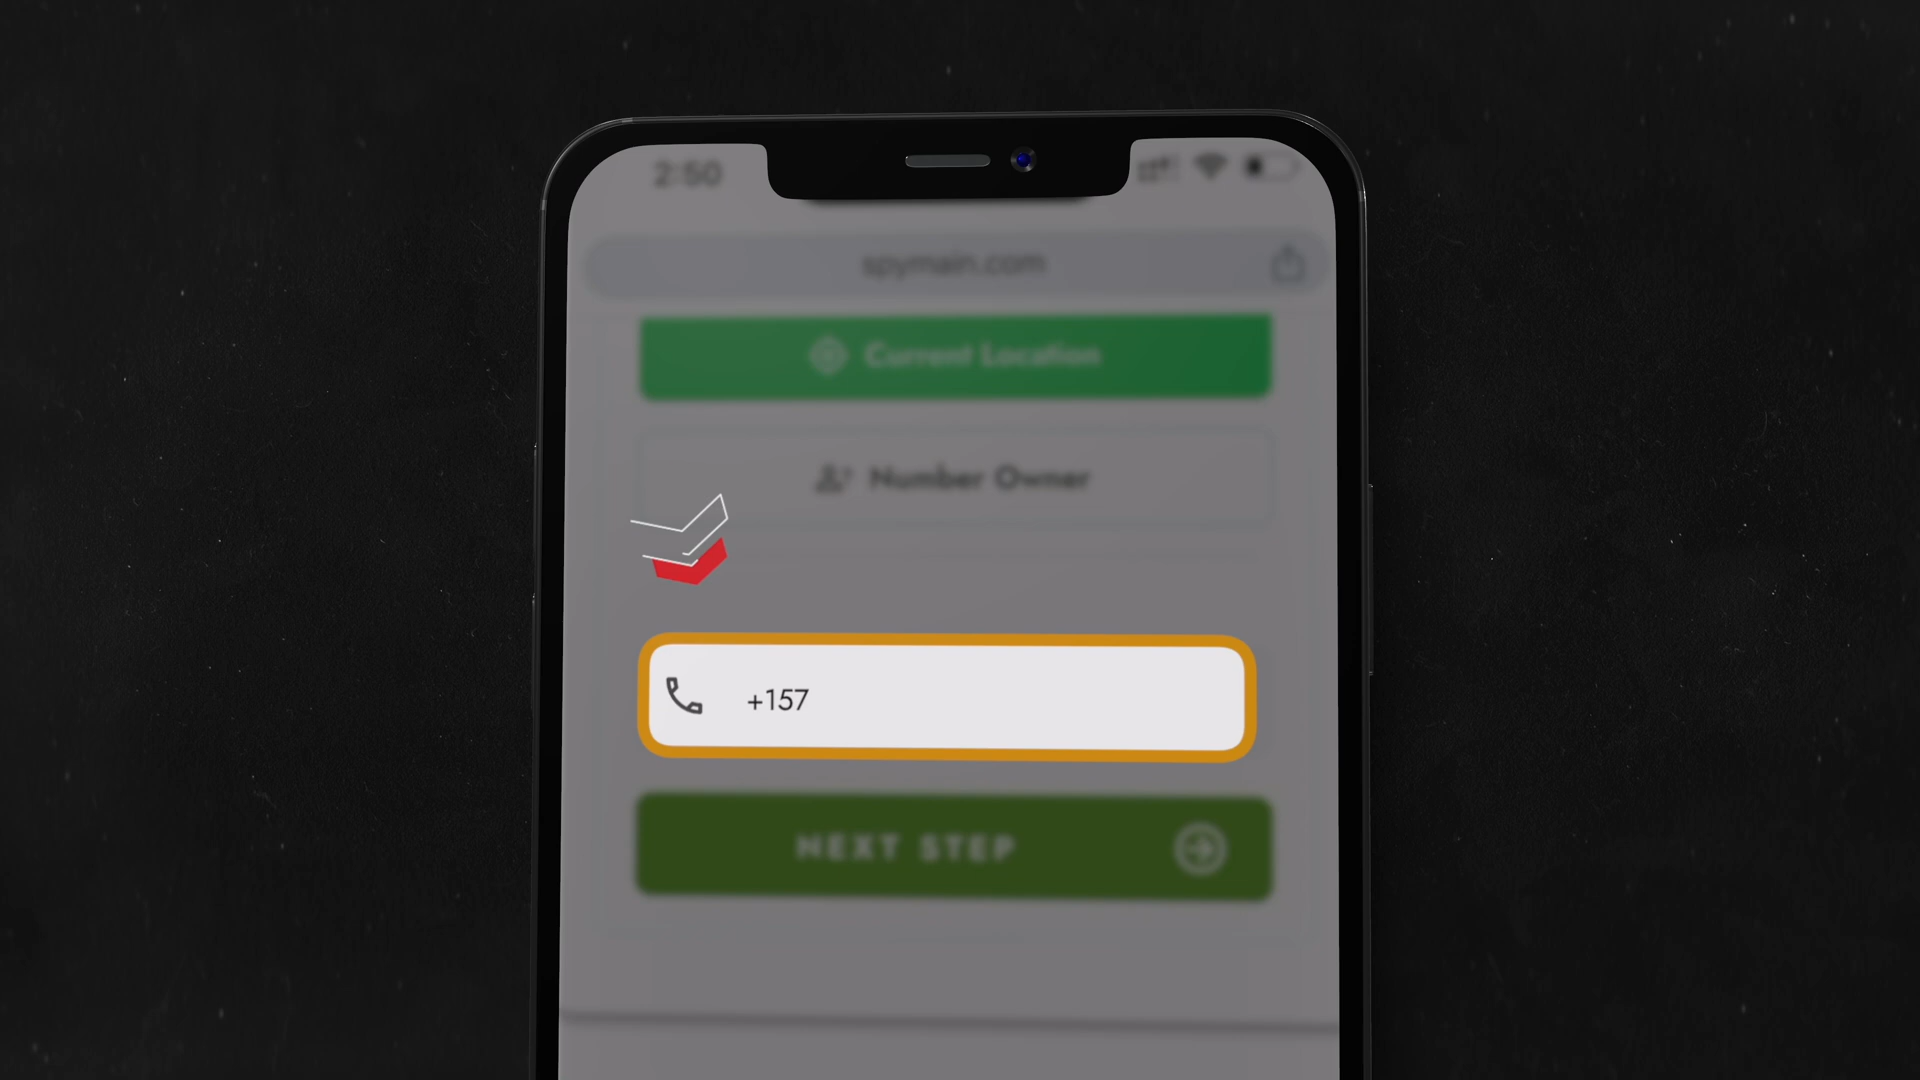 2:50
spymain.com
Current Location
Number Owner
+157
NEXT STEP